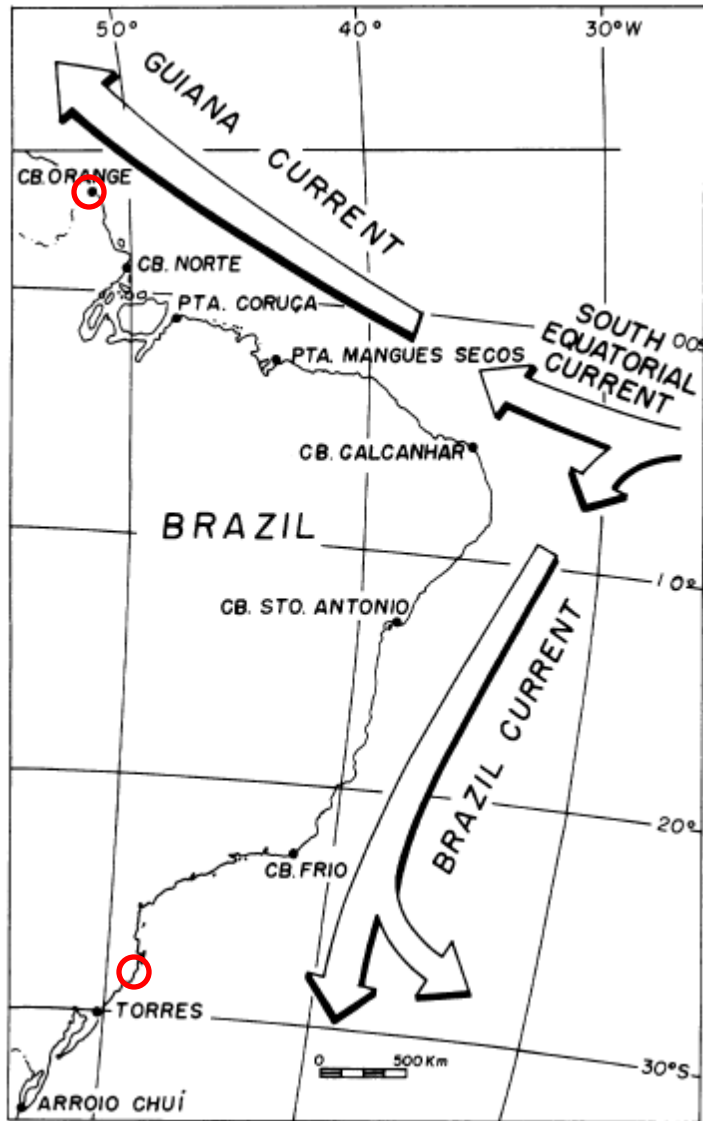 50° 40° 30°W
GUIANA CURRENT
CB. ORANGE
CB. NORTE
PTA. CORUÇA
SOUTH 00S
EQUATORIAL
CURRENT
PTA. MANGUES SECOS
CB. CALCANHAR
BRAZIL
10°
CB. STO. ANTONIO
BRAZIL CURRENT
20°
CB. FRIO
TORRES
0 500 Km
30°S
ARROIO CHUÍ